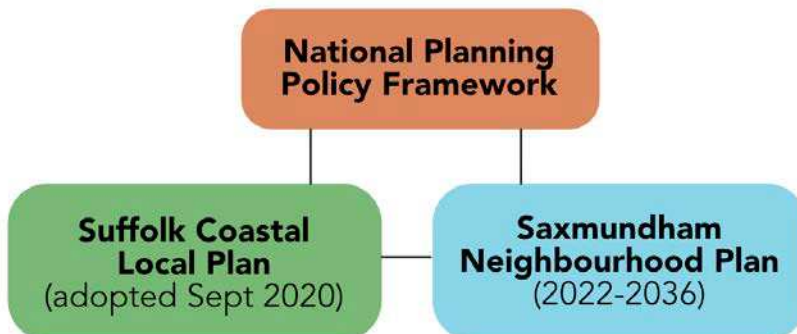 National Planning
Policy Framework
Suffolk Coastal
Local Plan
(adopted Sept 2020)
Saxmundham
Neighbourhood Plan
(2022-2036)